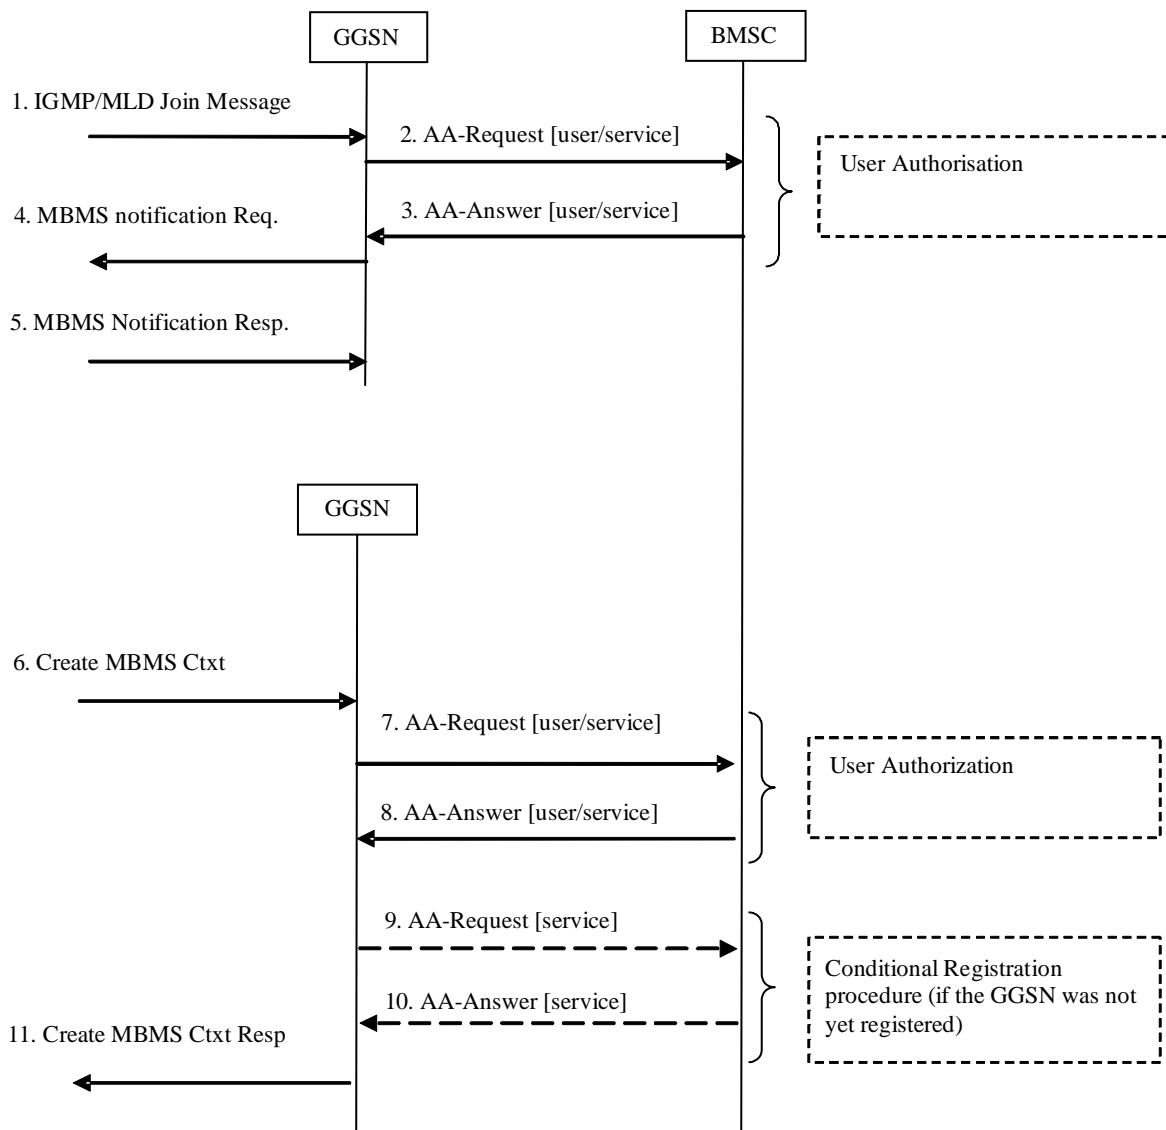 GGSN
BMSC
1. IGMP/MLD Join Message
2. AA-Request [user/service]
User Authorisation
3. AA-Answer [user/service]
4. MBMS notification Req.
5. MBMS Notification Resp.
GGSN
6. Create MBMS Ctxt
7. AA-Request [user/service]
User Authorization
8. AA-Answer [user/service]
9. AA-Request [service]
Conditional Registration
procedure (if the GGSN was not
yet registered)
10. AA-Answer [service]
11. Create MBMS Ctxt Resp